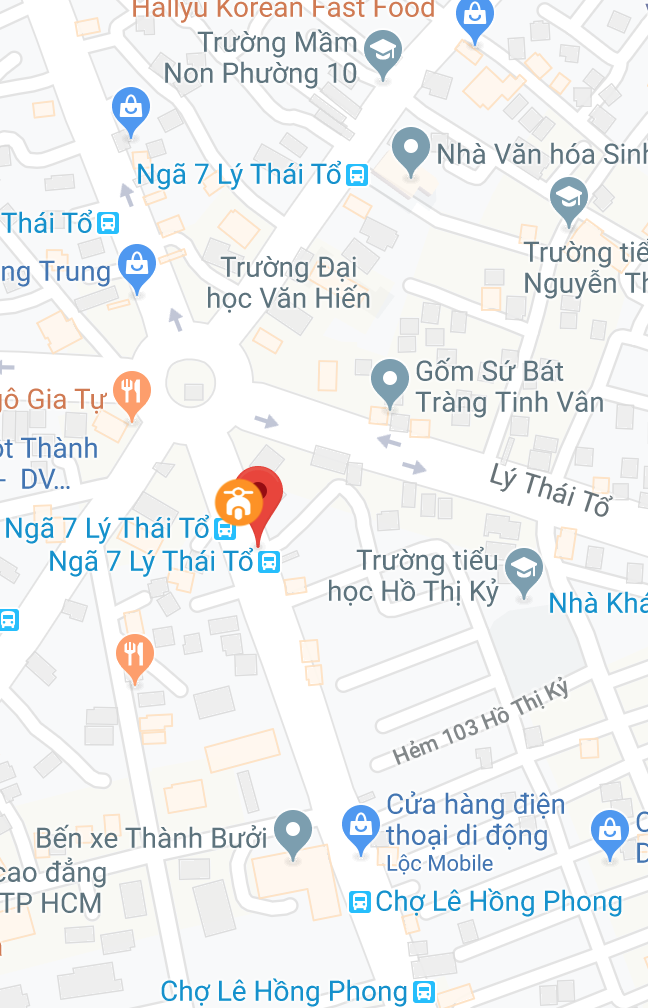 Hallyu Korean Fast Food
Trường Mầm
Non Phường 10
Nhà Văn hóa Sinh
Ngã 7 Lý Thái Tổ
Thái Tổ
Trường tiể
Nguyễn Th
ng Trung
Trường Đại
học Văn Hiến
Gốm Sứ Bát
Tràng Tinh Vân
gô Gia Tự
ột Thành
- DV...
Lý Thái Tổ
Ngã 7 Lý Thái Tổ
Ngã 7 Lý Thái Tổ
Trường tiểu
học Hồ Thị Kỷ
Nhà Khá
Hẻm 103 Hồ Thị Kỷ
Cửa hàng điện
thoại di động
Lộc Mobile
C
D
Bến xe Thành Bưởi
cao đẳng
TP HCM
Chợ Lê Hồng Phong
Chợ Lê Hồng Phong